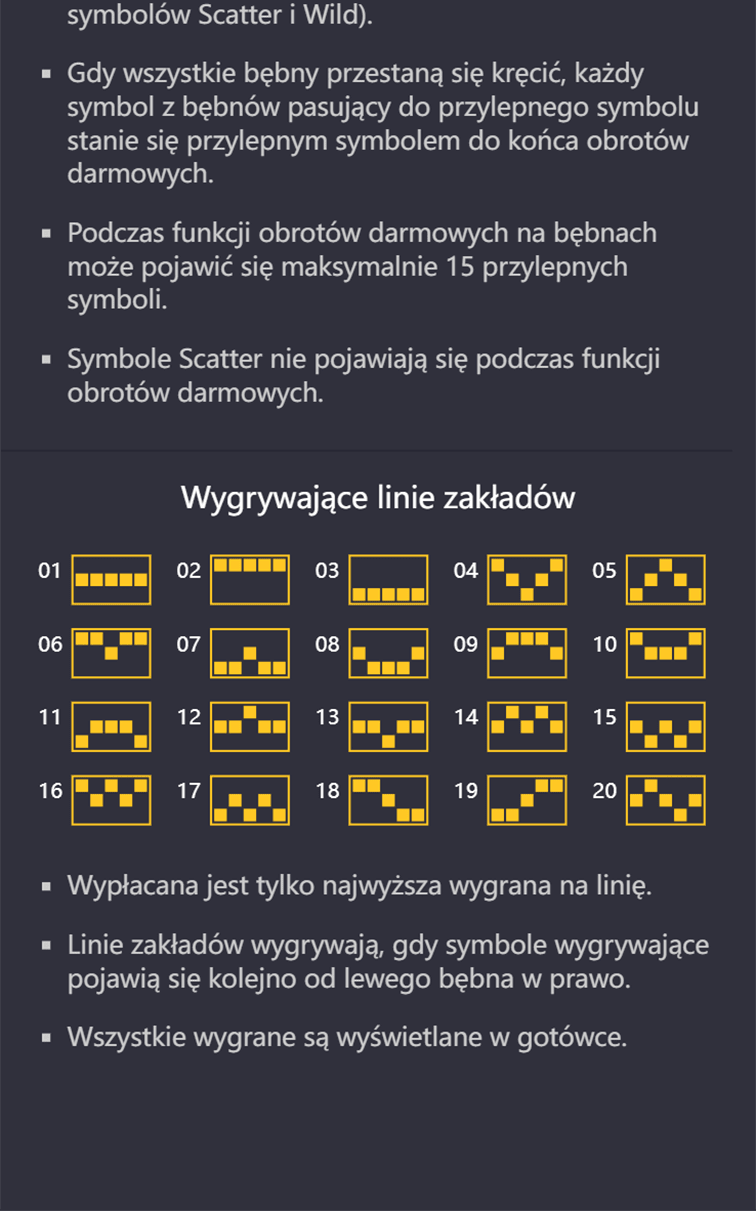 symbolów Scatter i Wild).
▪ Gdy wszystkie bębny przestaną się kręcić, każdy
symbol z bębnów pasujący do przylepnego symbolu
stanie się przylepnym symbolem do końca obrotów
darmowych.
▪ Podczas funkcji obrotów darmowych na bębnach
może pojawić się maksymalnie 15 przylepnych
symboli.
▪ Symbole Scatter nie pojawiają się podczas funkcji
obrotów darmowych.
Wygrywające linie zakładów
01 02 03 04 05
06 07 08 09 10
11 12 13 14 15
16 17 18 19 20
▪ Wypłacana jest tylko najwyższa wygrana na linię.
▪ Linie zakładów wygrywają, gdy symbole wygrywające
pojawią się kolejno od lewego bębna w prawo.
▪ Wszystkie wygrane są wyświetlane w gotówce.